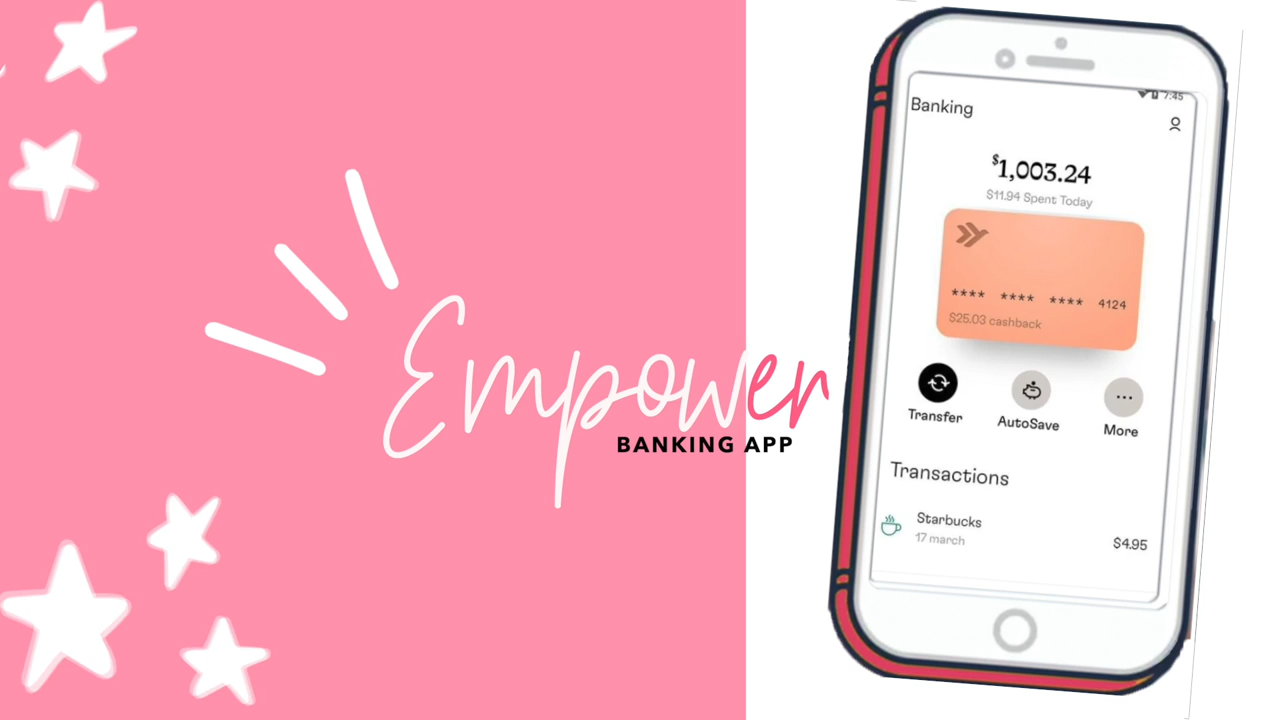 Empower
BANKING APP
7:45
Banking
$1,003.24
$11.94 Spent Today
**** **** **** 4124
$25.03 cashback
Transfer
AutoSave
More
Transactions
Starbucks
17 march
$4.95